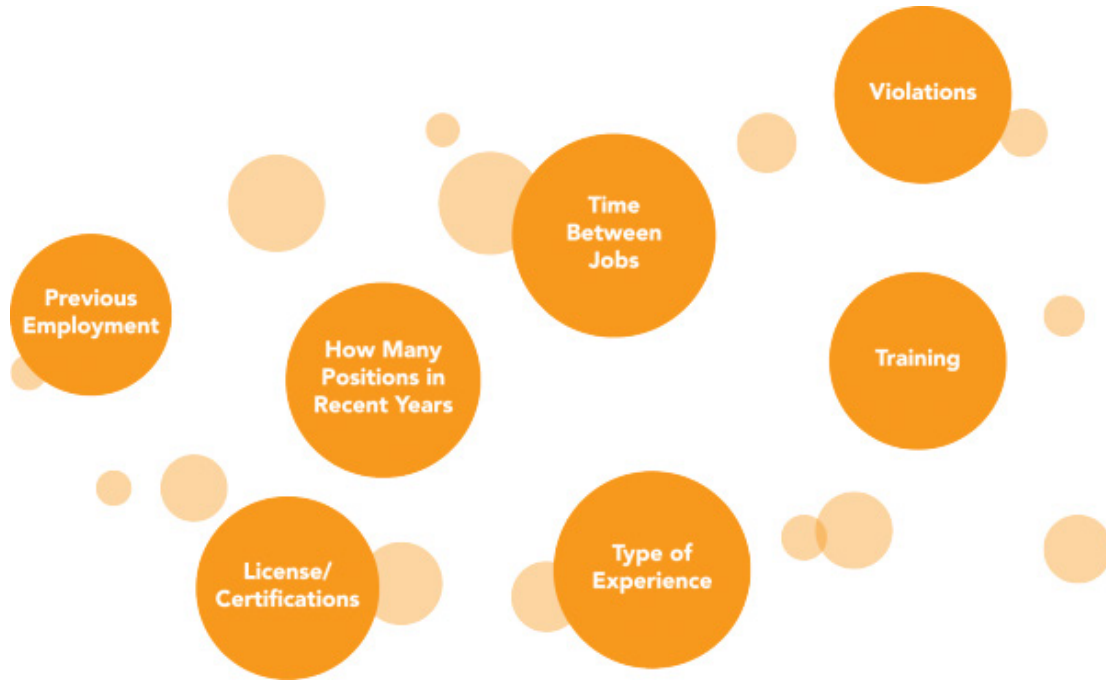 Violations
Time
Between
Jobs
Previous
Employment
How Many
Positions in
Recent Years
Training
License/
Certifications
Type of
Experience